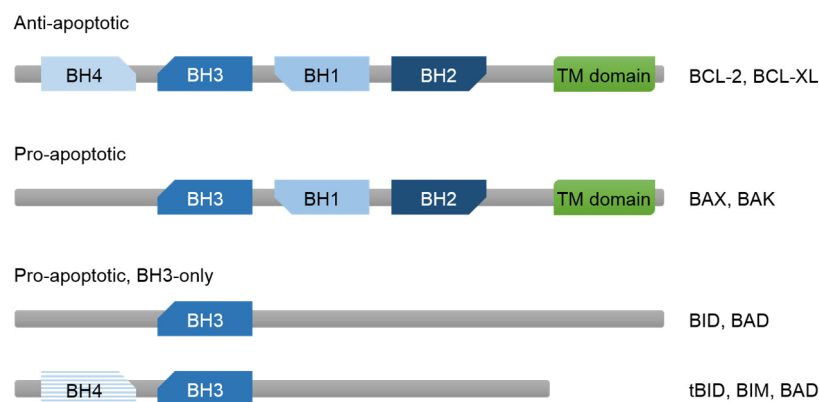 Anti-apoptotic
BH4 BH3 BH1 BH2 TM domain BCL-2, BCL-XL
Pro-apoptotic
BH3 BH1 BH2 TM domain BAX, BAK
Pro-apoptotic, BH3-only
BH3 BID, BAD
BH4 BH3 tBID, BIM, BAD